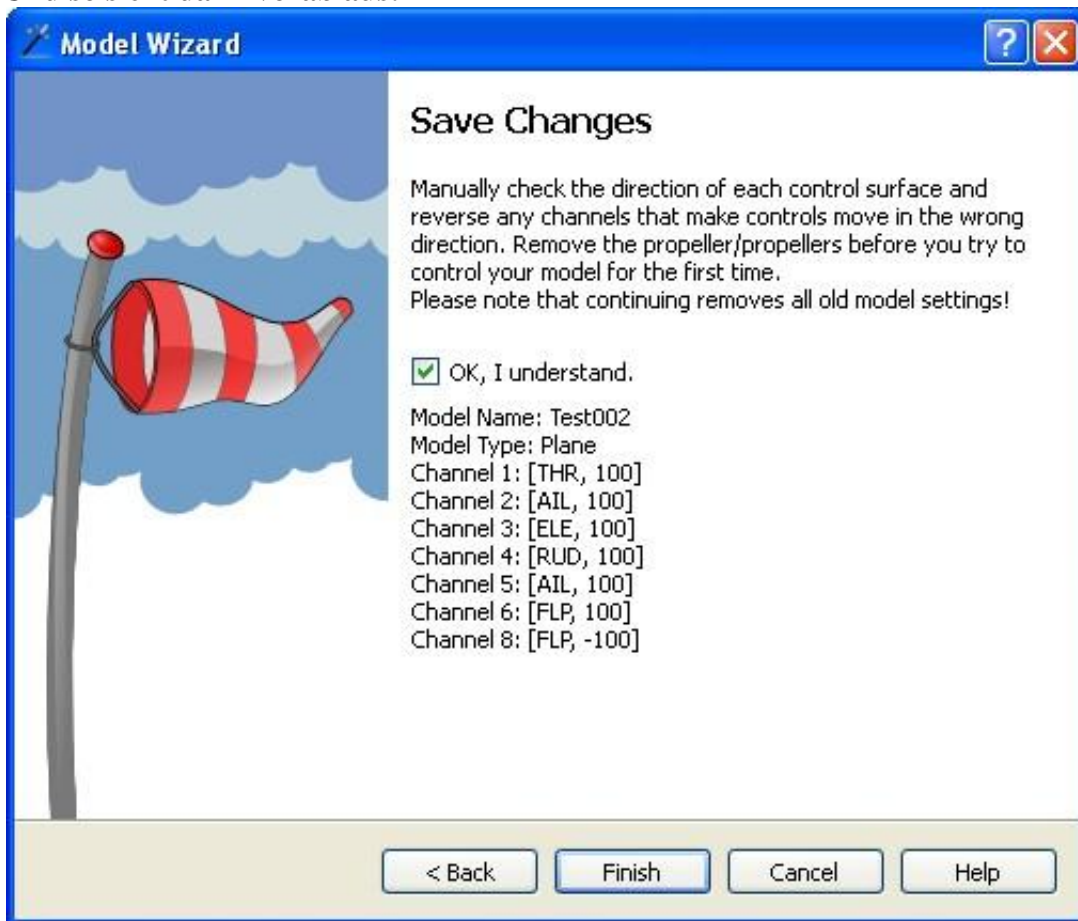 Model Wizard
Save Changes
Manually check the direction of each control surface and
reverse any channels that make controls move in the wrong
direction. Remove the propeller/propellers before you try to
control your model for the first time.
Please note that continuing removes all old model settings!
OK, I understand.
Model Name: Test002
Model Type: Plane
Channel 1: [THR, 100]
Channel 2: [AIL, 100]
Channel 3: [ELE, 100]
Channel 4: [RUD, 100]
Channel 5: [AIL, 100]
Channel 6: [FLP, 100]
Channel 8: [FLP, -100]
< Back Finish Cancel Help